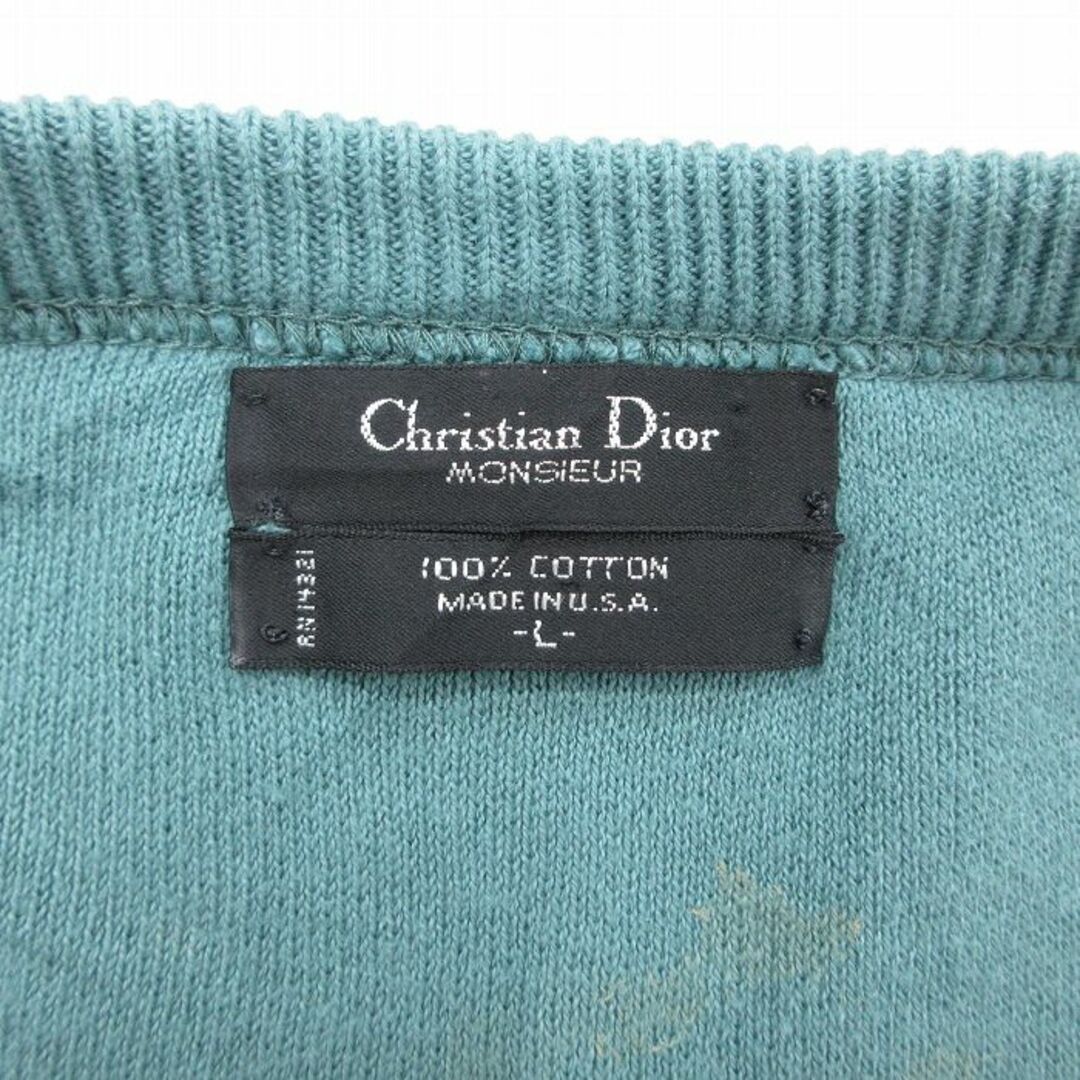 Christian Dior
MONSIEUR
100% COTTON
MADE IN U.S.A.
-L-
RN14321